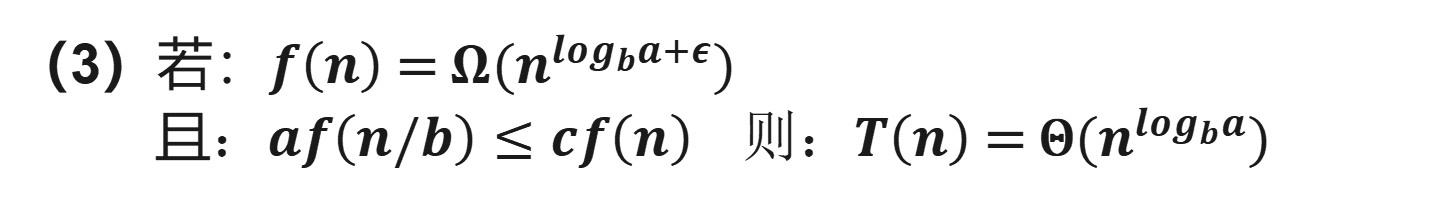 (3) 若：f(n) = Ω(n^{log_b a+ϵ})
且：af(n/b) ≤ cf(n) 则：T(n) = Θ(n^{log_b a})